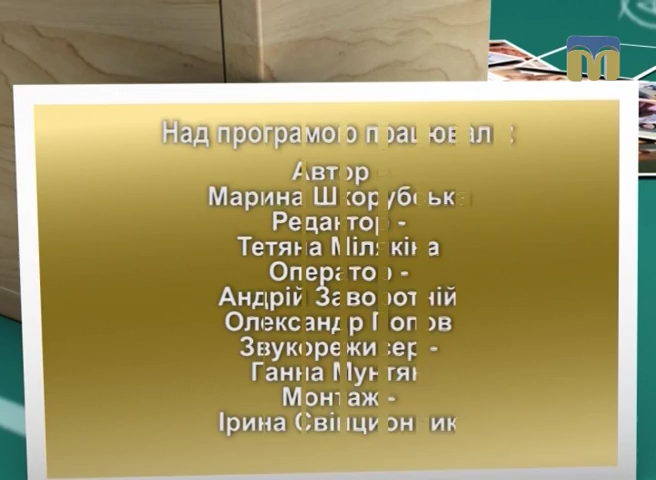 Над програмою працювали:
Автор -
Марина Шкорубська
Редактор -
Тетяна Мілякіна
Оператор -
Андрій Заворотній
Олександр Попов
Звукорежисер -
Ганна Мунтян
Монтаж -
Ірина